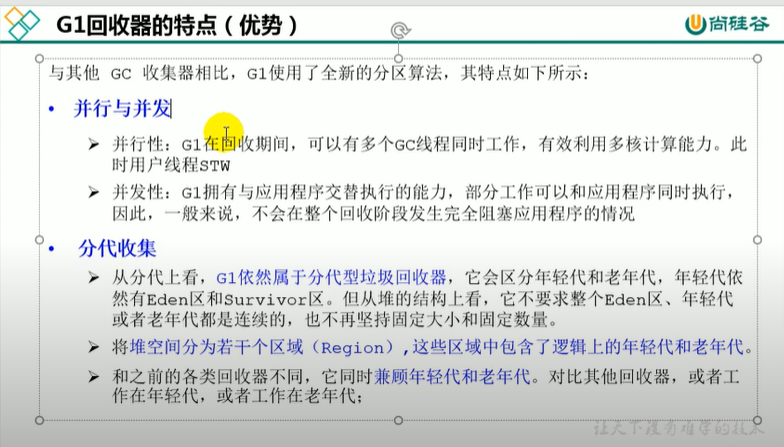 G1回收器的特点（优势）
尚硅谷
与其他 GC 收集器相比，G1使用了全新的分区算法，其特点如下所示：
• 并行与并发
➢ 并行性：G1在回收期间，可以有多个GC线程同时工作，有效利用多核计算能力。此
时用户线程STW
➢ 并发性：G1拥有与应用程序交替执行的能力，部分工作可以和应用程序同时执行，
因此，一般来说，不会在整个回收阶段发生完全阻塞应用程序的情况
• 分代收集
➢ 从分代上看，G1依然属于分代型垃圾回收器，它会区分年轻代和老年代，年轻代依
然有Eden区和Survivor区。但从堆的结构上看，它不要求整个Eden区、年轻代
或者老年代都是连续的，也不再坚持固定大小和固定数量。
➢ 将堆空间分为若干个区域（Region）,这些区域中包含了逻辑上的年轻代和老年代。
➢ 和之前的各类回收器不同，它同时兼顾年轻代和老年代。对比其他回收器，或者工
作在年轻代，或者工作在老年代；
让天下没有难学的技术